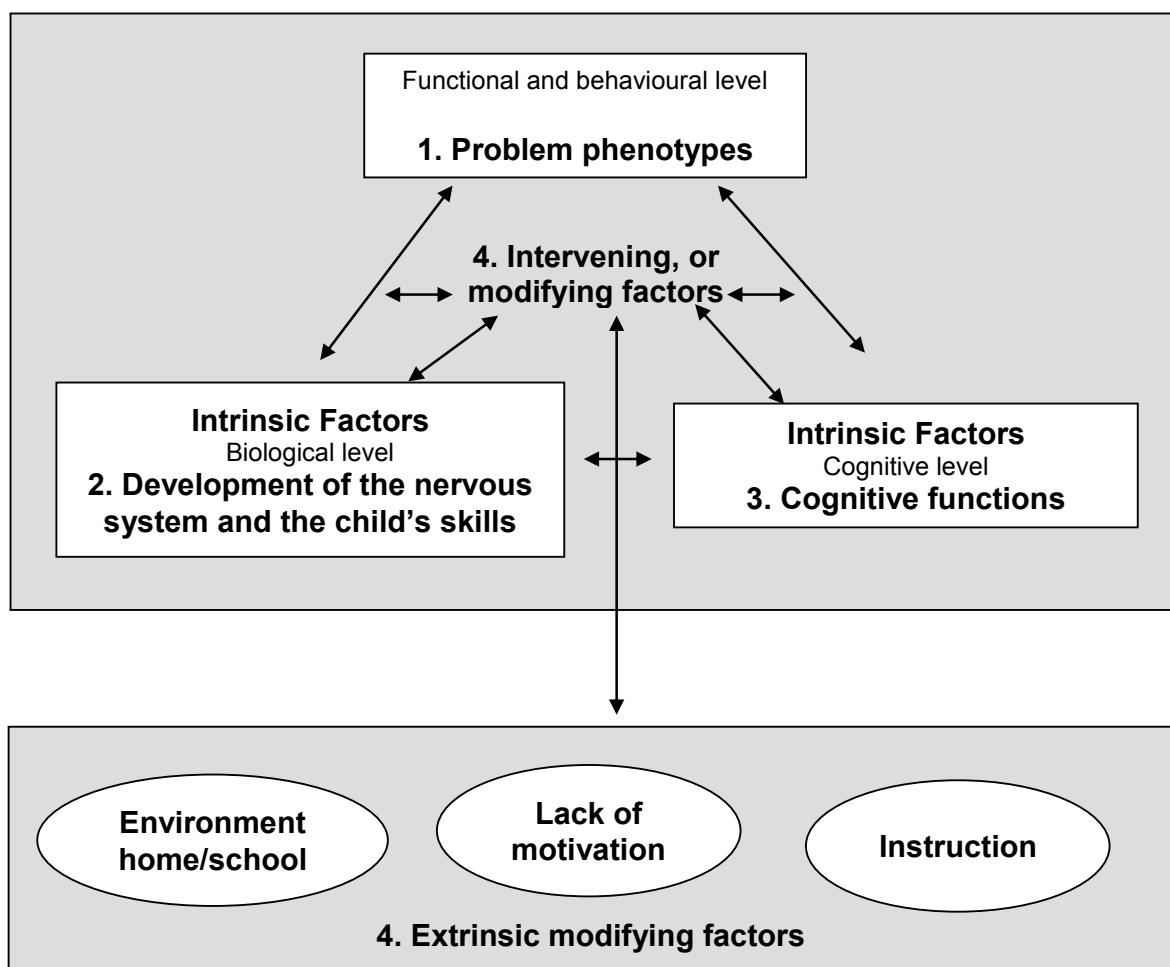 Functional and behavioural level
1. Problem phenotypes
4. Intervening, or
modifying factors
Intrinsic Factors
Biological level
2. Development of the nervous
system and the child’s skills
Intrinsic Factors
Cognitive level
3. Cognitive functions
Environment
home/school
Lack of
motivation
Instruction
4. Extrinsic modifying factors